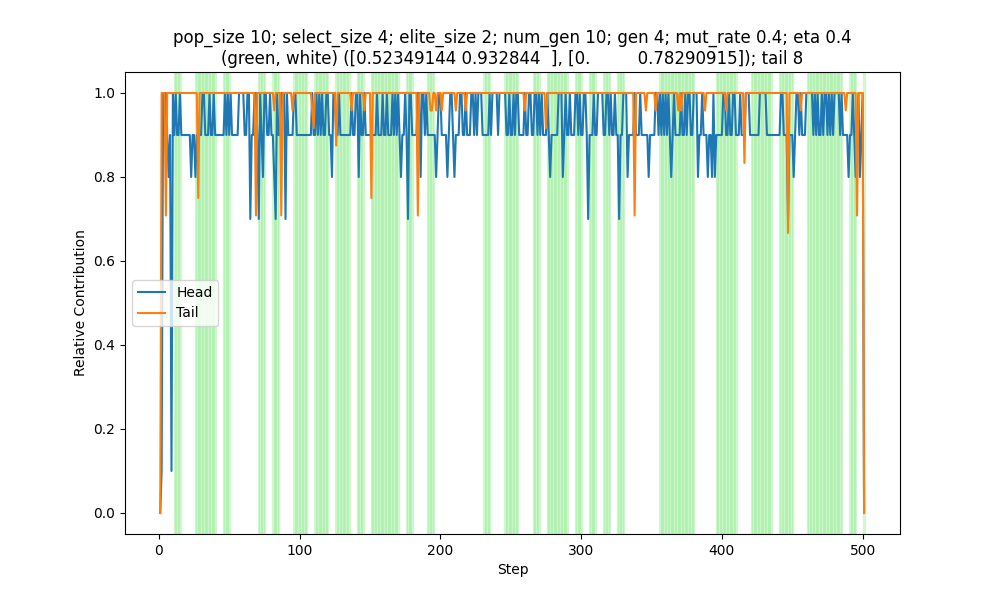 pop_size 10; select_size 4; elite_size 2; num_gen 10; gen 4; mut_rate 0.4; eta 0.4
(green, white) ([0.52349144 0.932844  ], [0.         0.78290915]); tail 8
1.0
0.8
0.6
0.4
0.2
0.0
Relative Contribution
Head
Tail
0
100
200
300
400
500
Step